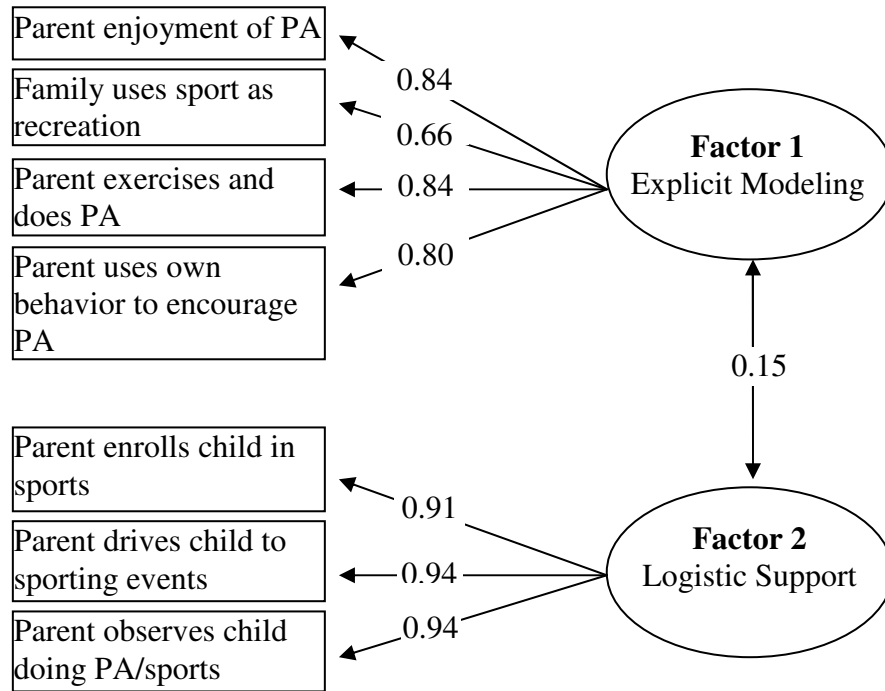 Parent enjoyment of PA
Family uses sport as
recreation
Parent exercises and
does PA
Parent uses own
behavior to encourage
PA
0.84
0.66
0.84
0.80
Factor 1
Explicit Modeling
0.15
Parent enrolls child in
sports
Parent drives child to
sporting events
Parent observes child
doing PA/sports
0.91
0.94
0.94
Factor 2
Logistic Support